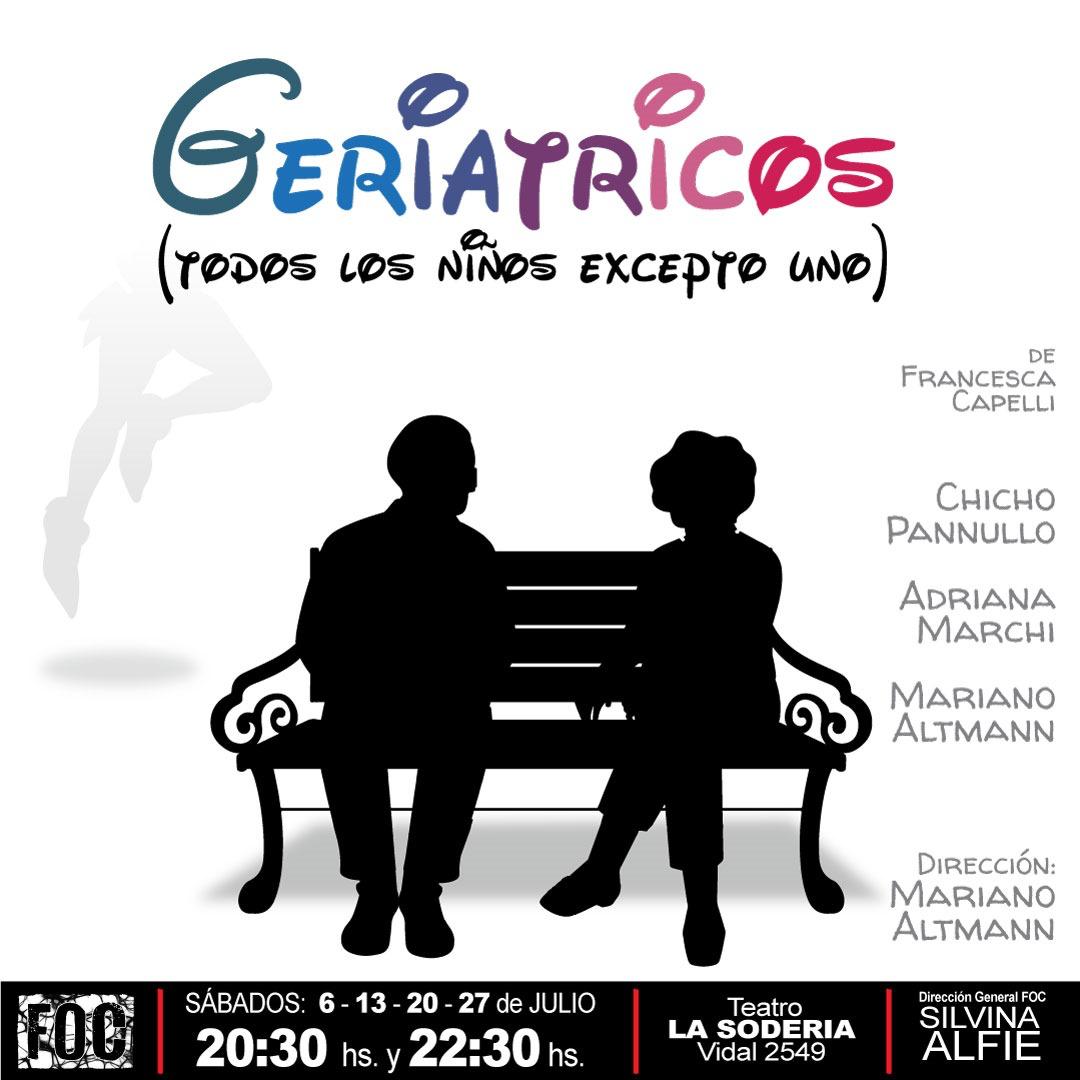 GERIATRICOS
(TODOS LOS NIÑOS EXCEPTO UNO)
DE
FRANCESCA
CAPELLI
CHICHO
PANNULLO
ADRIANA
MARCHI
MARIANO
ALTMANN
DIRECCIÓN:
MARIANO
ALTMANN
FOC
SÁBADOS: 6 - 13 - 20 - 27 de JULIO
20:30 hs. y 22:30 hs.
Teatro
LA SODERIA
Vidal 2549
Dirección General FOC
SILVINA
ALFIE